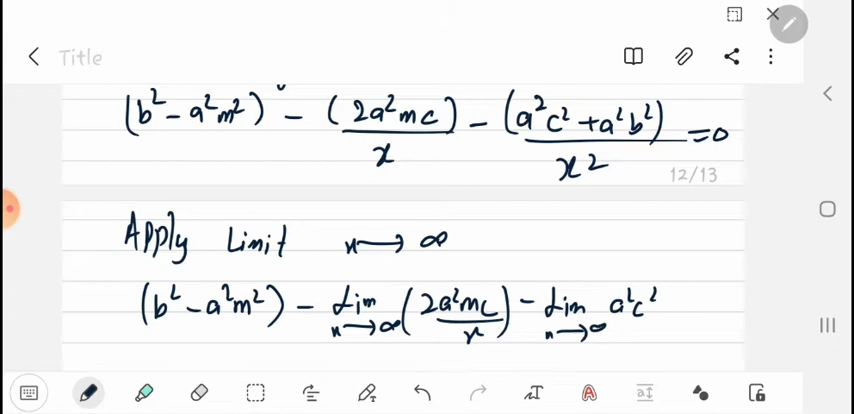 Title
(b² - a²m²) - (2a²mc)/x - (a²c² + a²b²)/x² = 0
12/13
Apply Limit x → ∞
(b² - a²m²) - Lim x→∞ (2a²mc/x) - Lim x→∞ a²c²